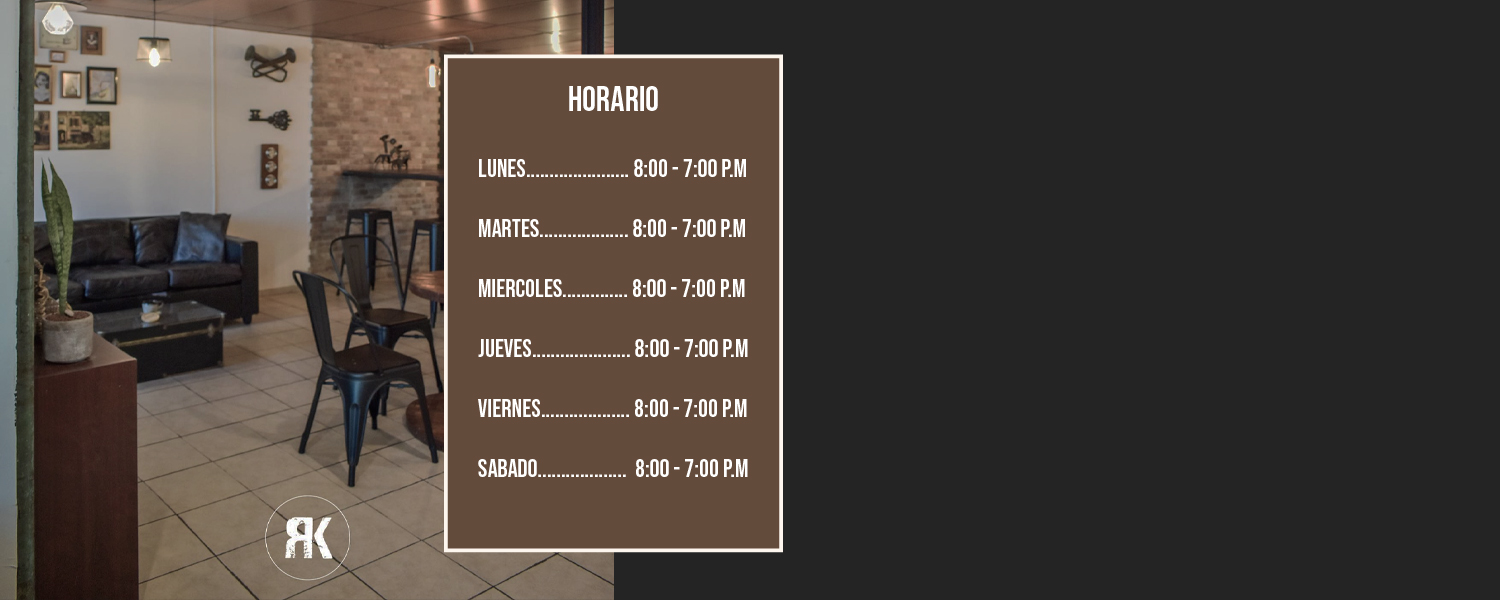 HORARIO
LUNES...................... 8:00 - 7:00 P.M
MARTES................... 8:00 - 7:00 P.M
MIERCOLES.............. 8:00 - 7:00 P.M
JUEVES..................... 8:00 - 7:00 P.M
VIERNES................... 8:00 - 7:00 P.M
SABADO................... 8:00 - 7:00 P.M
RK